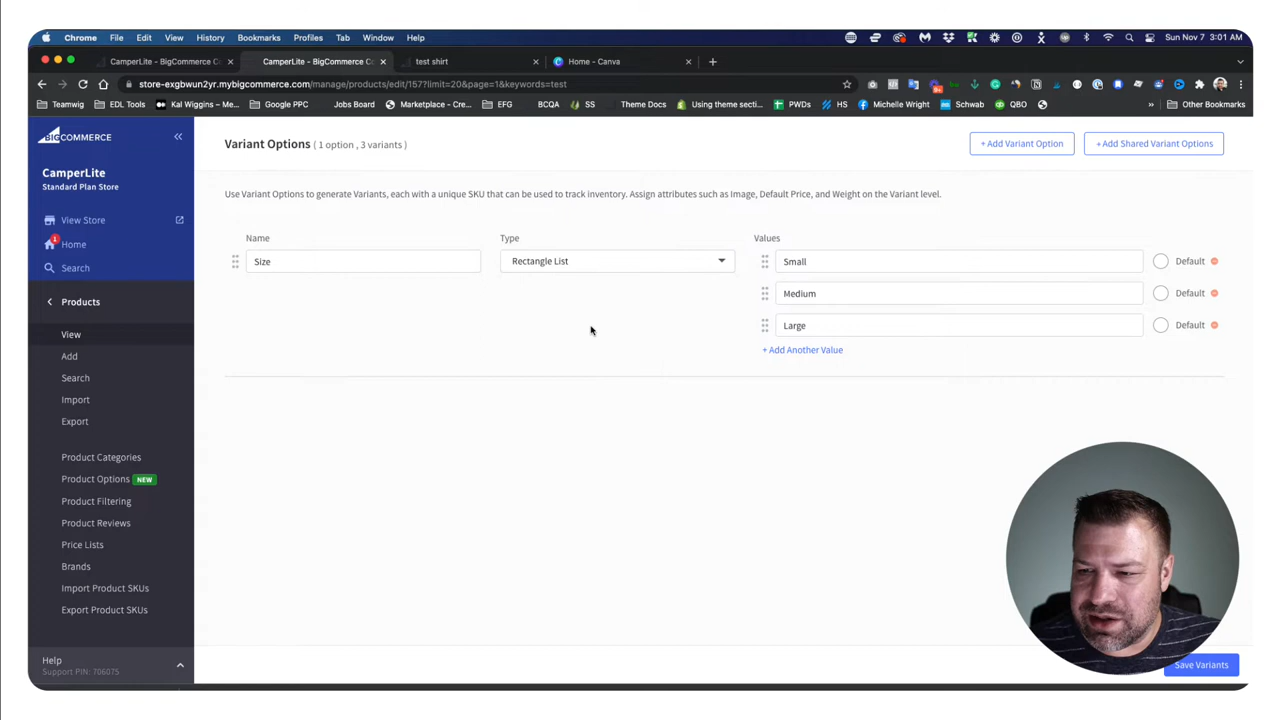 Chrome File Edit View History Bookmarks Profiles Tab Window Help Sun Nov 7 3:01 AM
CamperLite - BigCommerce Co CamperLite - BigCommerce Co test shirt Home - Canva
store-exgbwun2yr.mybigcommerce.com/manage/products/edit/157?limit=20&page=1&keywords=test
Teamwig EDL Tools Kal Wiggins – Me... Google PPC Jobs Board Marketplace - Cre... EFG BCQA SS Theme Docs Using theme secti... PWDs HS Michelle Wright Schwab QBO » Other Bookmarks
BIGCOMMERCE
CamperLite
Standard Plan Store
View Store
1
Home
Search
Products
View
Add
Search
Import
Export
Product Categories
Product Options NEW
Product Filtering
Product Reviews
Price Lists
Brands
Import Product SKUs
Export Product SKUs
Help
Support PIN: 706075
Variant Options ( 1 option , 3 variants )
+ Add Variant Option + Add Shared Variant Options
Use Variant Options to generate Variants, each with a unique SKU that can be used to track inventory. Assign attributes such as Image, Default Price, and Weight on the Variant level.
Name Type Values
Size Rectangle List Small Default
Medium Default
Large Default
+ Add Another Value
Save Variants